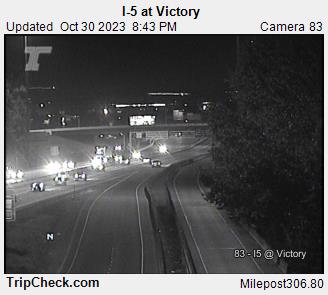 I-5 at Victory
Updated Oct 30 2023 8:43 PM Camera 83
T
N
83 - I5 @ Victory
TripCheck.com Milepost306.80